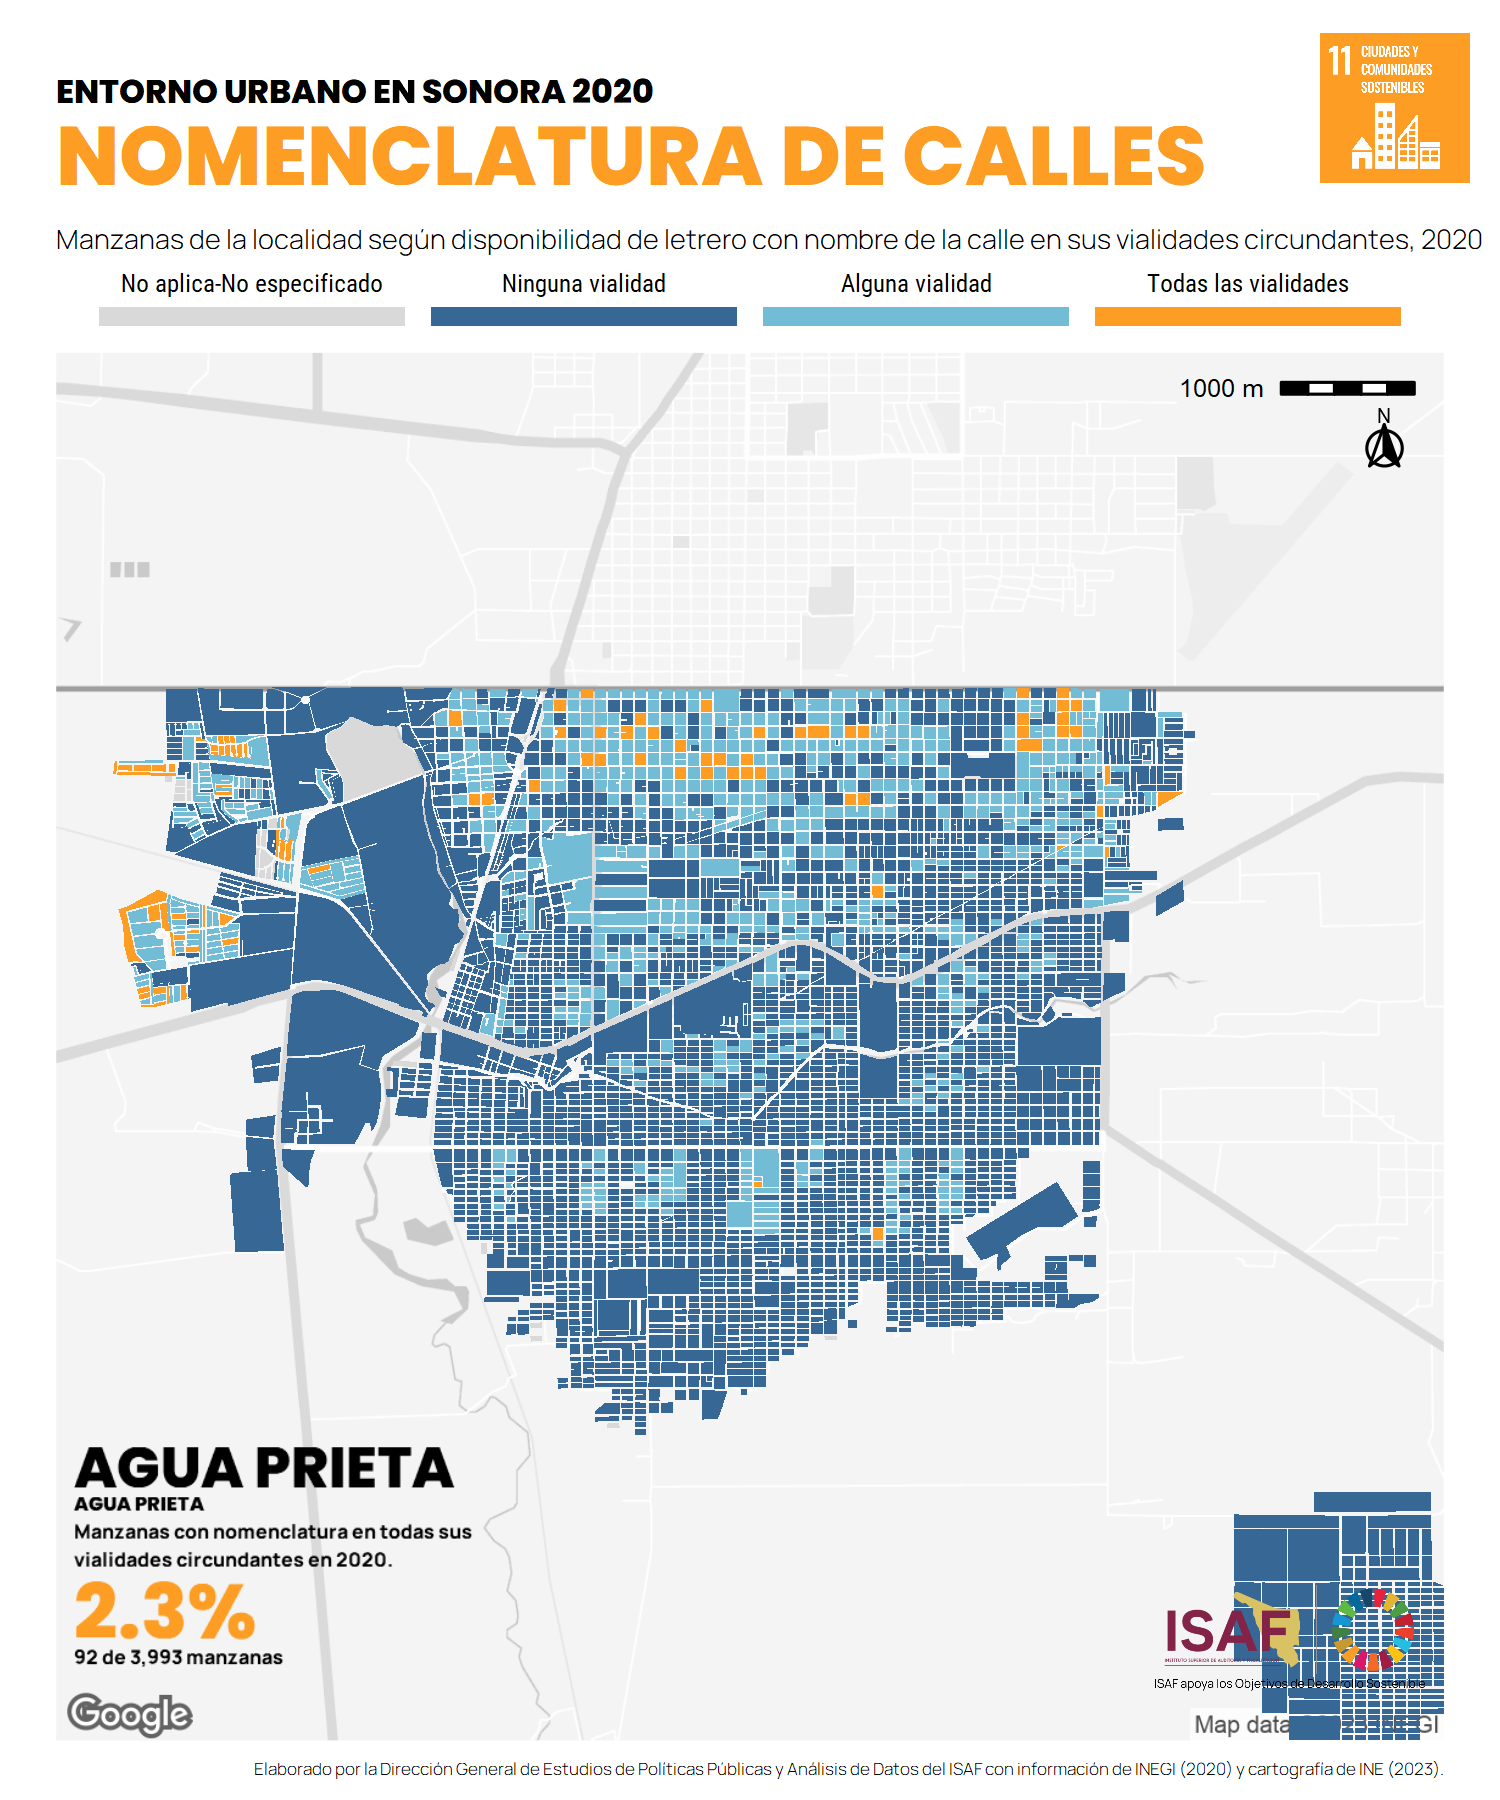 11 CIUDADES Y
COMUNIDADES
SOSTENIBLES
ENTORNO URBANO EN SONORA 2020
NOMENCLATURA DE CALLES
Manzanas de la localidad según disponibilidad de letrero con nombre de la calle en sus vialidades circundantes, 2020
No aplica-No especificado
Ninguna vialidad
Alguna vialidad
Todas las vialidades
1000 m
N
AGUA PRIETA
AGUA PRIETA
Manzanas con nomenclatura en todas sus
vialidades circundantes en 2020.
2.3%
92 de 3,993 manzanas
Google
ISAF
INSTITUTO SUPERIOR DE AUDITORÍA
ISAF apoya los Objetivos de Desarrollo Sostenible
Map data
Elaborado por la Dirección General de Estudios de Políticas Públicas y Análisis de Datos del ISAF con información de INEGI (2020) y cartografía de INE (2023).